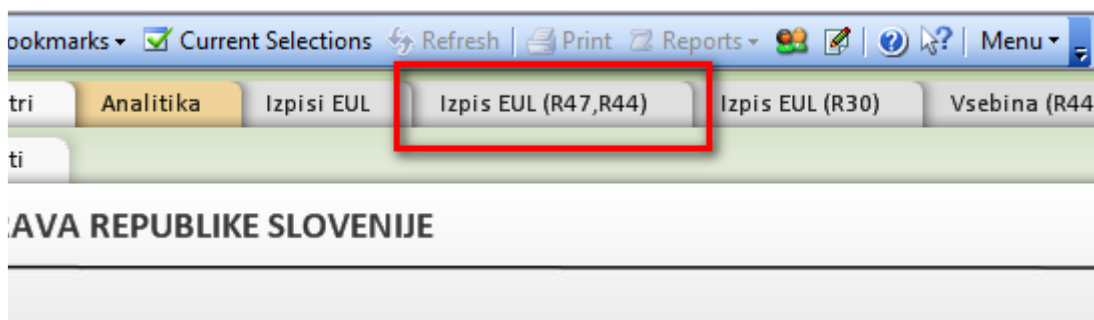 ookmarks Current Selections Refresh Print Reports ? ? Menu
tri Analitika Izpisi EUL Izpis EUL (R47,R44) Izpis EUL (R30) Vsebina (R44
ti
RAVA REPUBLIKE SLOVENIJE